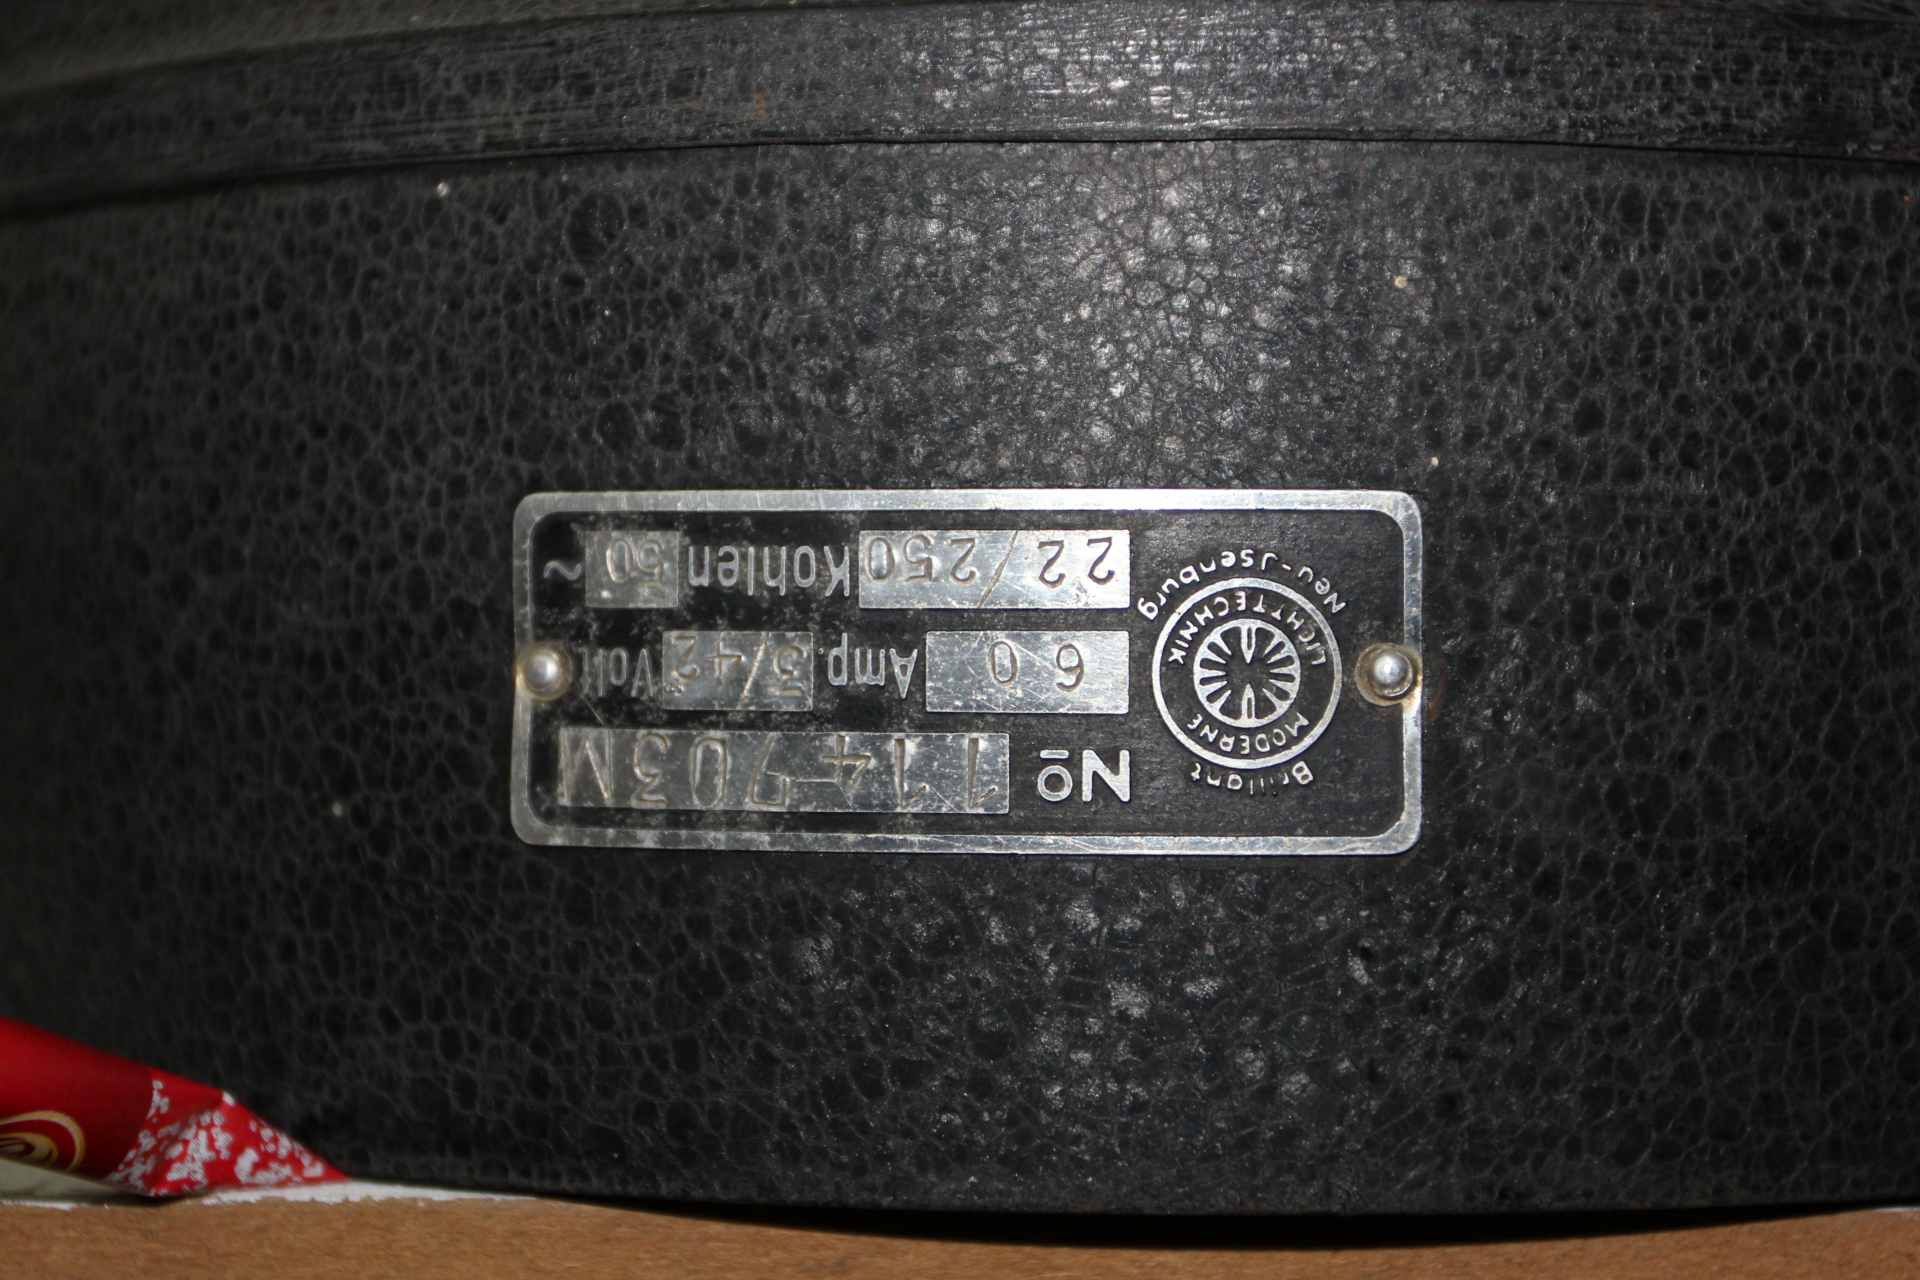 Brillant
MODERNE
LICHTTECHNIK
Neu-Jsenburg
No 114703M
60 Amp. 3/42 Volt
22/250 Kohlen 50 ~